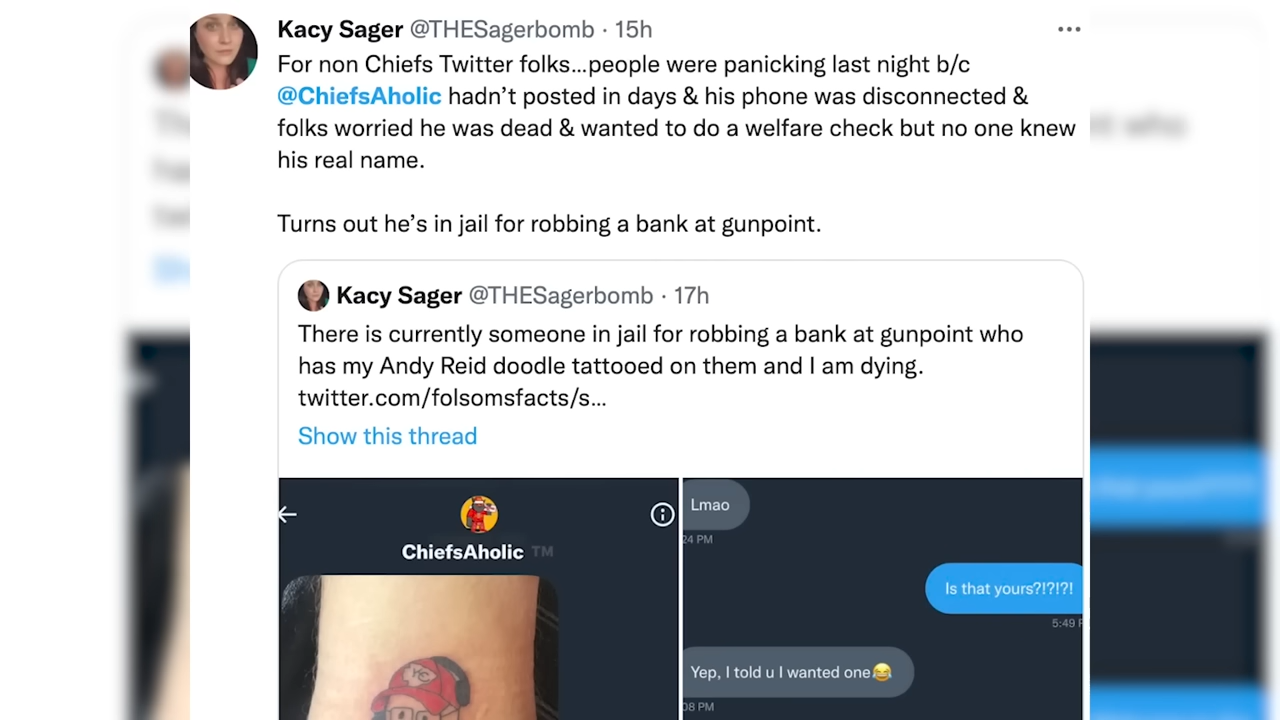 Kacy Sager @THESagerbomb · 15h
For non Chiefs Twitter folks...people were panicking last night b/c
@ChiefsAholic hadn't posted in days & his phone was disconnected &
folks worried he was dead & wanted to do a welfare check but no one knew
his real name.
Turns out he's in jail for robbing a bank at gunpoint.
Kacy Sager @THESagerbomb · 17h
There is currently someone in jail for robbing a bank at gunpoint who
has my Andy Reid doodle tattooed on them and I am dying.
twitter.com/folsomsfacts/s...
Show this thread
ChiefsAholic TM
Lmao
24 PM
Is that yours?!?!?!
5:49 P
Yep, I told u I wanted one😂
08 PM